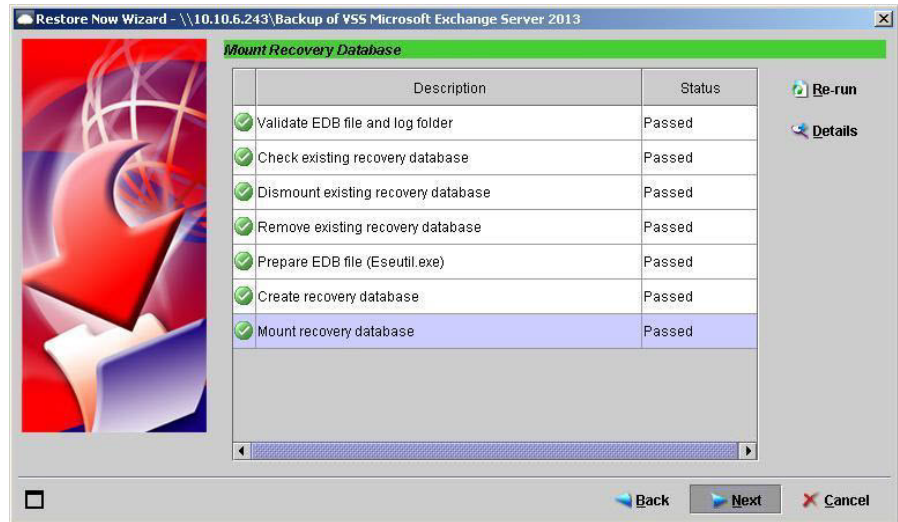 Restore Now Wizard - \\10.10.6.243\Backup of VSS Microsoft Exchange Server 2013
Mount Recovery Database
Description Status
Validate EDB file and log folder Passed
Check existing recovery database Passed
Dismount existing recovery database Passed
Remove existing recovery database Passed
Prepare EDB file (Eseutil.exe) Passed
Create recovery database Passed
Mount recovery database Passed
Re-run
Details
Back Next Cancel